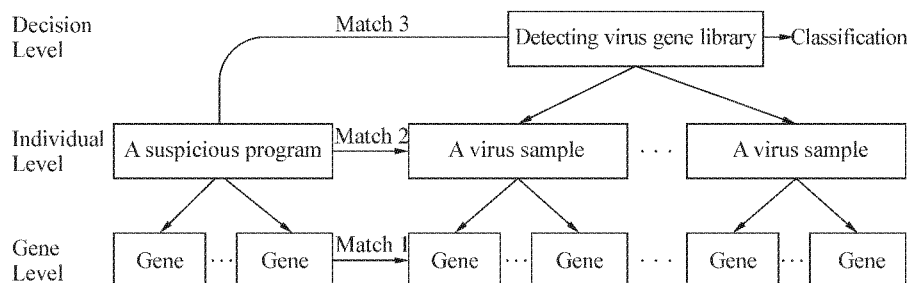 Decision
Level
Match 3
Detecting virus gene library
Classification
Individual
Level
A suspicious program
Match 2
A virus sample
. . .
A virus sample
Gene
Level
Gene
...
Gene
Match 1
Gene
...
Gene
. . .
Gene
...
Gene